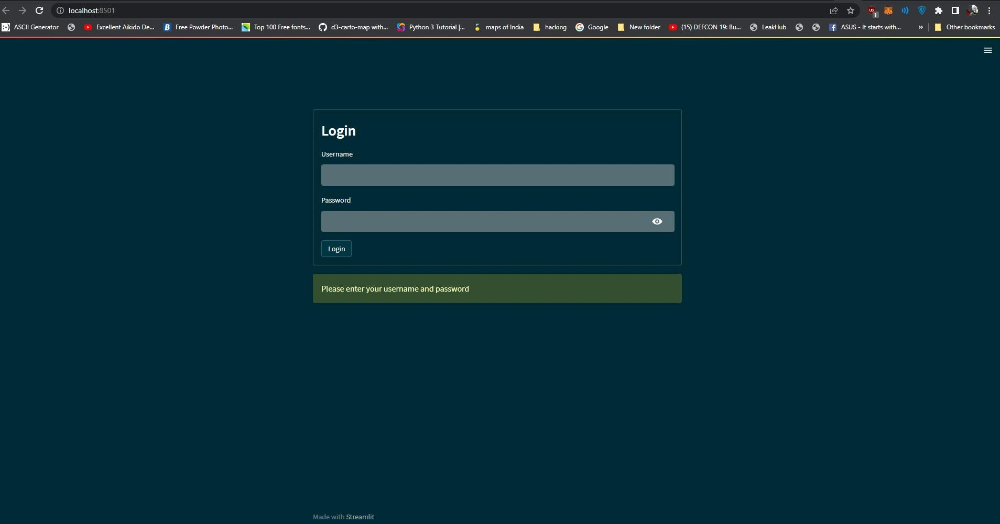 localhost:8501
UD
1
ASCII Generator
Excellent Aikido De...
B
Free Powder Photo...
Top 100 Free fonts...
d3-carto-map with...
Python 3 Tutorial |...
maps of India
hacking
Google
New folder
(15) DEFCON 19: Bu...
LeakHub
ASUS - It starts with...
»
Other bookmarks
Login
Username
Password
Login
Please enter your username and password
Made with Streamlit